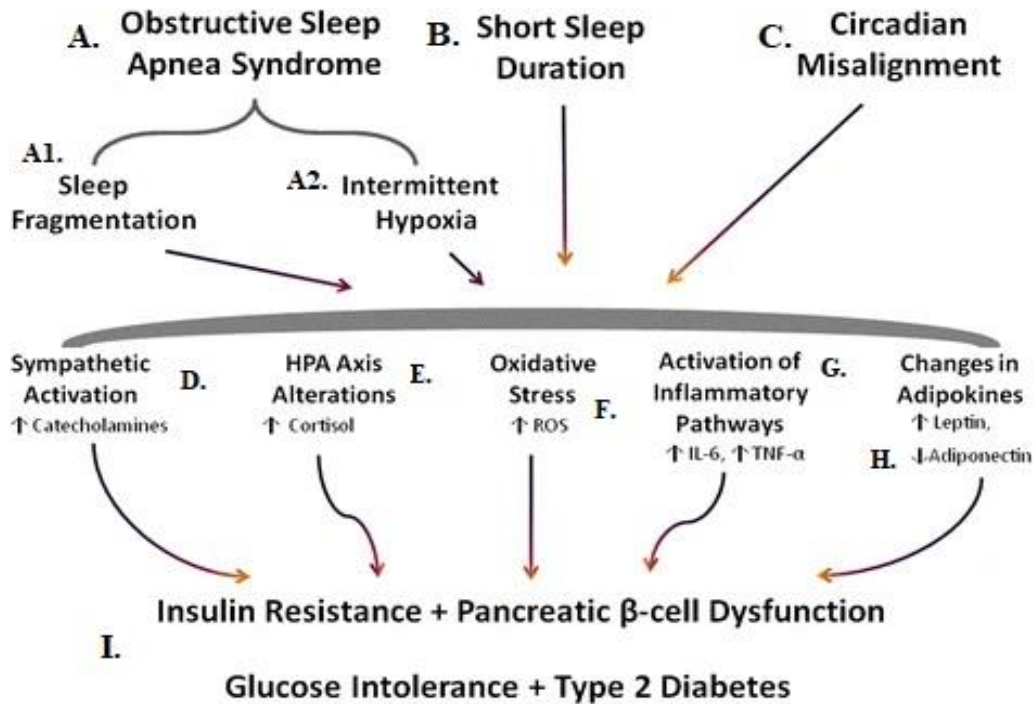 A.
Obstructive Sleep
Apnea Syndrome
B.
Short Sleep
Duration
C.
Circadian
Misalignment
A1.
Sleep
Fragmentation
A2.
Intermittent
Hypoxia
Sympathetic
Activation
↑ Catecholamines
D.
HPA Axis
Alterations
↑ Cortisol
E.
Oxidative
Stress
↑ ROS
F.
Activation of
Inflammatory
Pathways
↑ IL-6, ↑ TNF-α
G.
Changes in
Adipokines
↑ Leptin,
H.
↓Adiponectin
Insulin Resistance + Pancreatic β-cell Dysfunction
I.
Glucose Intolerance + Type 2 Diabetes